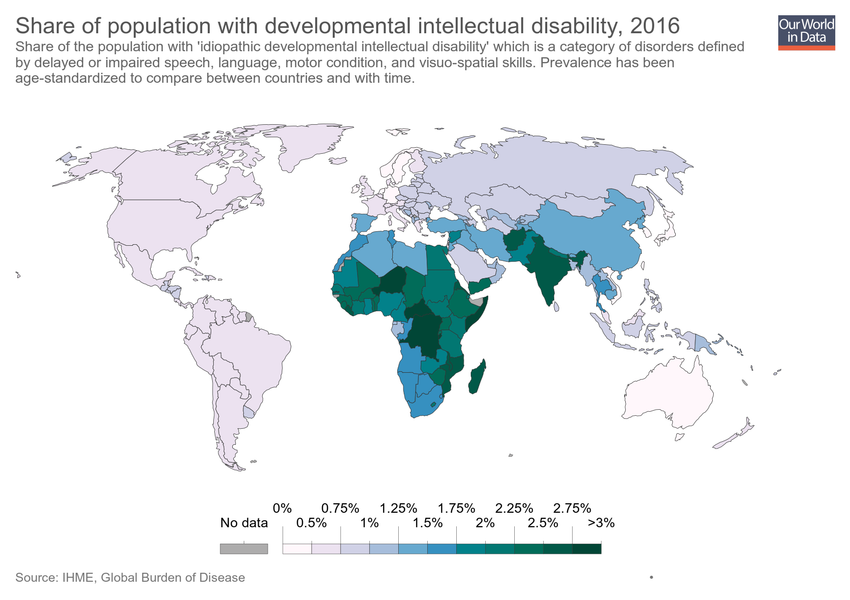 Share of population with developmental intellectual disability, 2016
Our World
in Data
Share of the population with 'idiopathic developmental intellectual disability' which is a category of disorders defined
by delayed or impaired speech, language, motor condition, and visuo-spatial skills. Prevalence has been
age-standardized to compare between countries and with time.
0% 0.75% 1.25% 1.75% 2.25% 2.75%
No data 0.5% 1% 1.5% 2% 2.5% >3%
Source: IHME, Global Burden of Disease